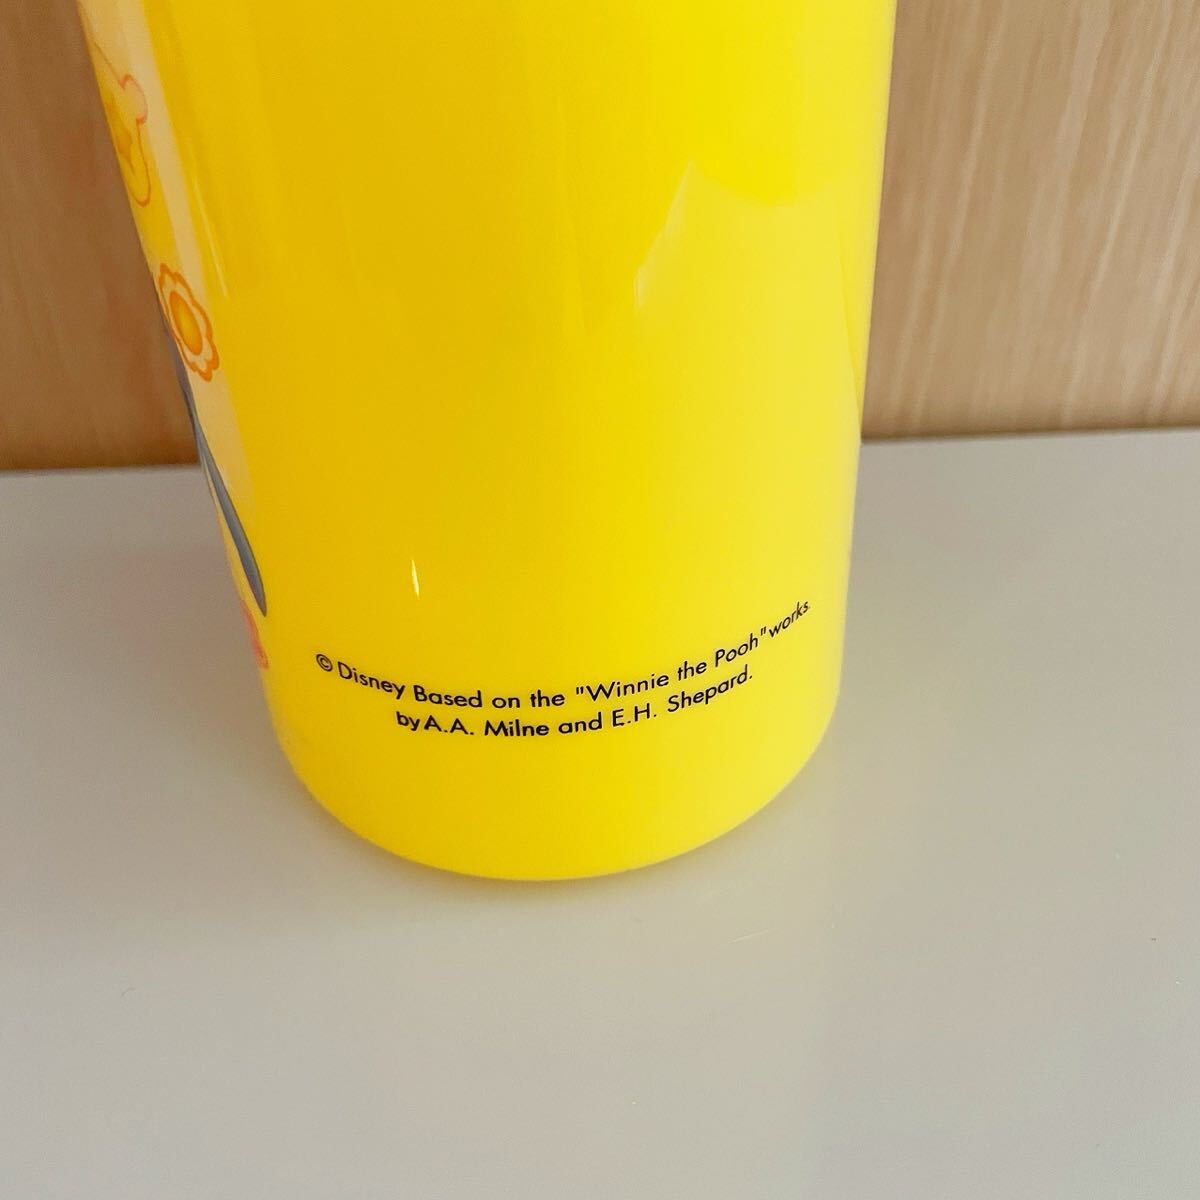 © Disney Based on the "Winnie the Pooh" works.
by A.A. Milne and E.H. Shepard.